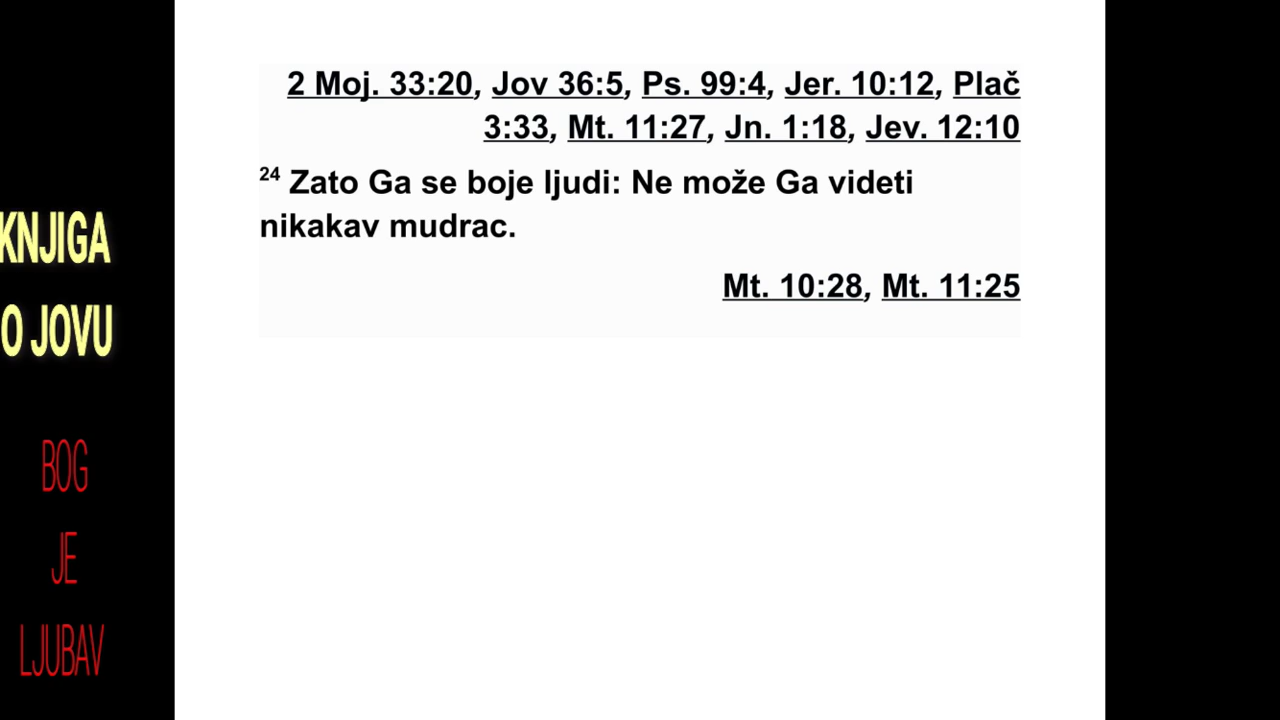 KNJIGA
O JOVU
BOG
JE
LJUBAV
2 Moj. 33:20, Jov 36:5, Ps. 99:4, Jer. 10:12, Plač
3:33, Mt. 11:27, Jn. 1:18, Jev. 12:10
24 Zato Ga se boje ljudi: Ne može Ga videti
nikakav mudrac.
Mt. 10:28, Mt. 11:25